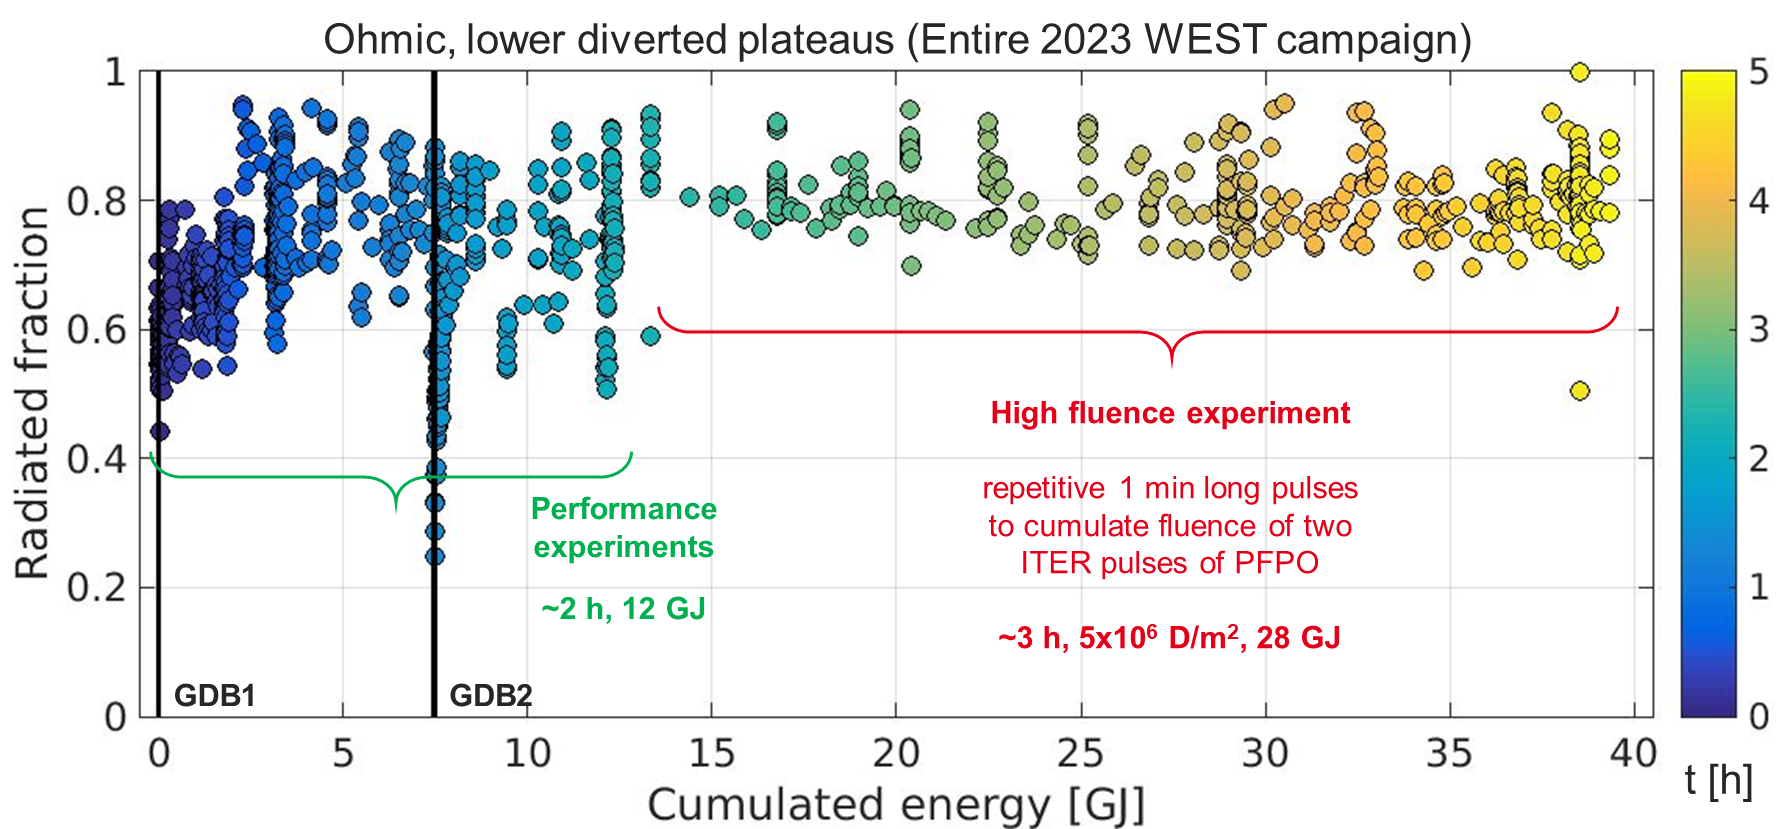 Ohmic, lower diverted plateaus (Entire 2023 WEST campaign)
1
0.8
0.6
0.4
0.2
0
Radiated fraction
0
5
10
15
20
25
30
35
40
Cumulated energy [GJ]
GDB1
GDB2
Performance
experiments
~2 h, 12 GJ
High fluence experiment
repetitive 1 min long pulses
to cumulate fluence of two
ITER pulses of PFPO
~3 h, 5x10⁶ D/m², 28 GJ
5
4
3
2
1
0
t [h]